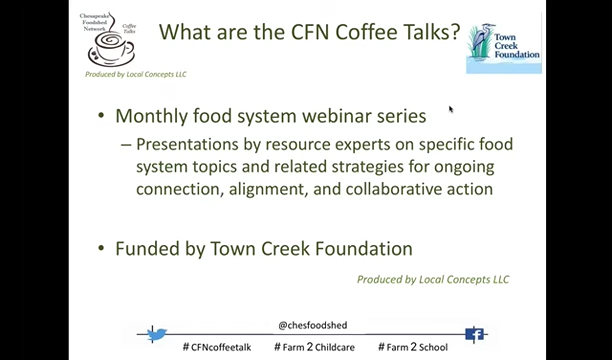 Chesapeake
Foodshed
Network
Coffee
Talks
Produced by Local Concepts LLC
What are the CFN Coffee Talks?
Town
Creek
Foundation
• Monthly food system webinar series
– Presentations by resource experts on specific food
system topics and related strategies for ongoing
connection, alignment, and collaborative action
• Funded by Town Creek Foundation
Produced by Local Concepts LLC
@chesfoodshed
# CFNcoffeetalk # Farm 2 Childcare # Farm 2 School